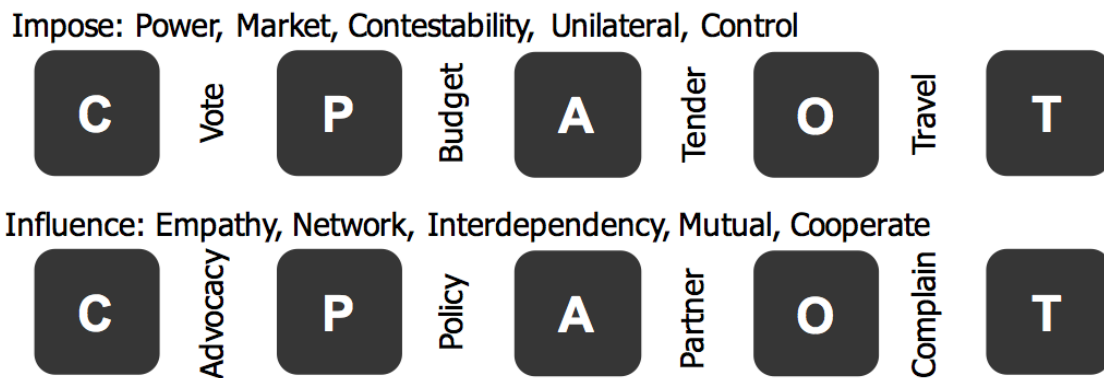 Impose: Power, Market, Contestability, Unilateral, Control
C Vote P Budget A Tender O Travel T
Influence: Empathy, Network, Interdependency, Mutual, Cooperate
C Advocacy P Policy A Partner O Complain T